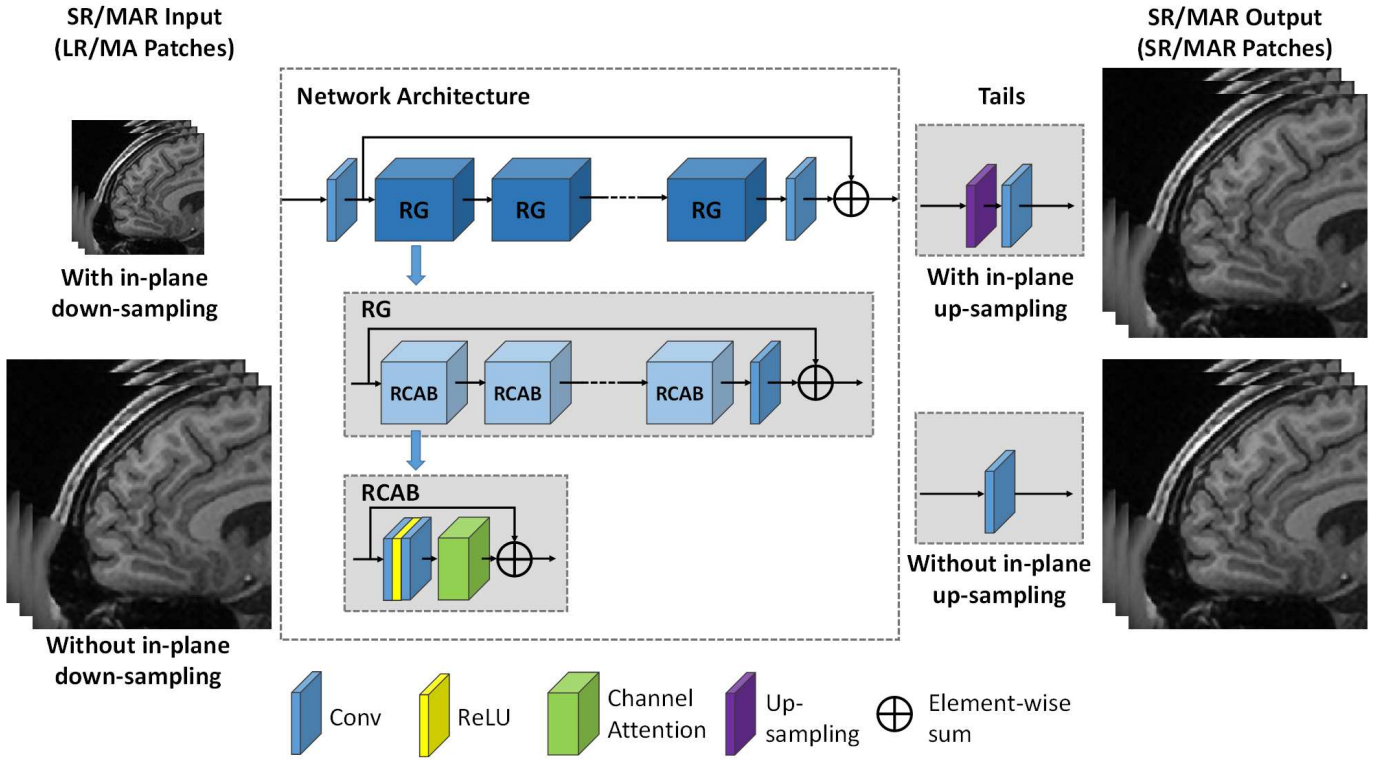 SR/MAR Input
(LR/MA Patches)
With in-plane
down-sampling
Without in-plane
down-sampling
Network Architecture
RG
RG
RG
RG
RCAB
RCAB
RCAB
RCAB
Tails
With in-plane
up-sampling
Without in-plane
up-sampling
SR/MAR Output
(SR/MAR Patches)
Conv
ReLU
Channel
Attention
Up-
sampling
Element-wise
sum